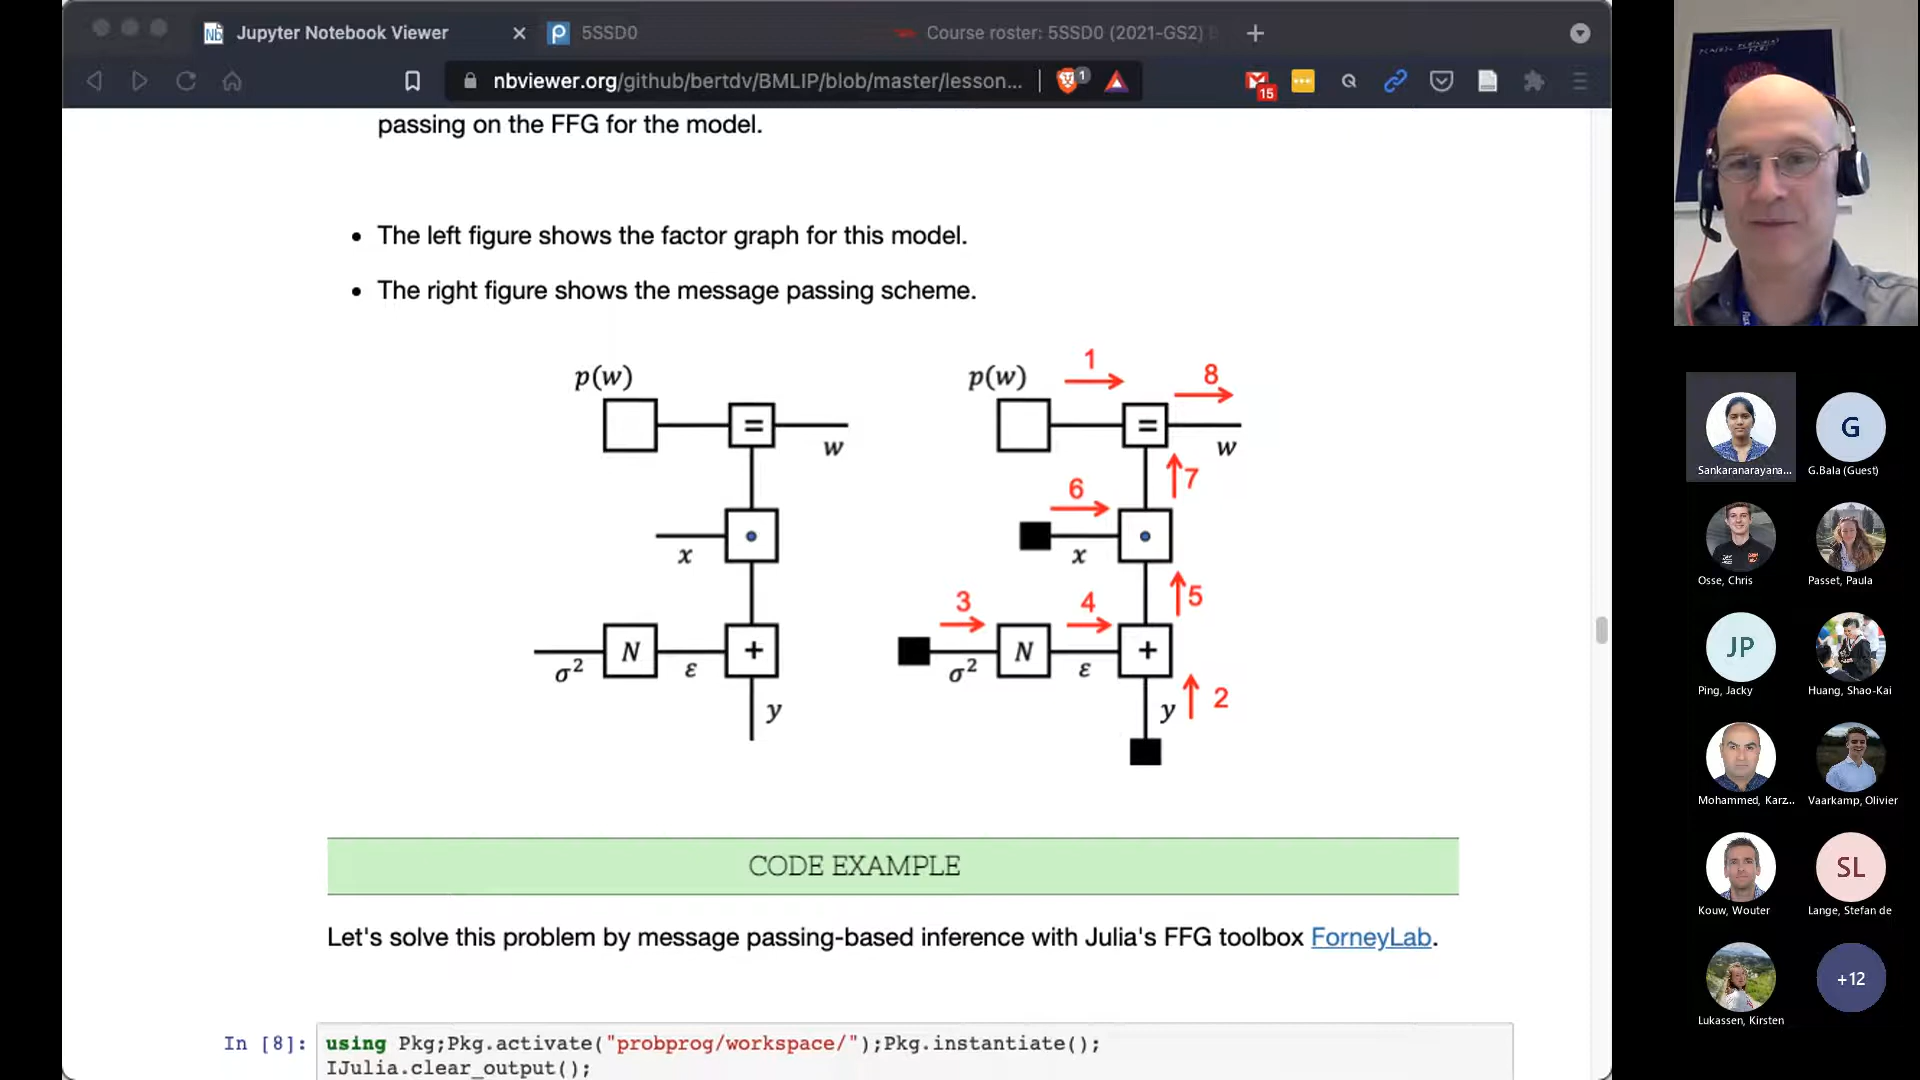 Jupyter Notebook Viewer
5SSD0
Course roster: 5SSD0 (2021-GS2)
nbviewer.org/github/bertdv/BMLIP/blob/master/lesson...
1
15
passing on the FFG for the model.
• The left figure shows the factor graph for this model.
• The right figure shows the message passing scheme.
p(w)
=
w
x
σ²
N
ε
+
y
p(w)
1
8
=
w
7
6
x
5
3
4
σ²
N
ε
+
y
2
CODE EXAMPLE
Let's solve this problem by message passing-based inference with Julia's FFG toolbox ForneyLab.
In [8]:
using Pkg;Pkg.activate("probprog/workspace/");Pkg.instantiate();
IJulia.clear_output();
Sankaranarayana...
G
G.Bala (Guest)
Osse, Chris
Passet, Paula
JP
Ping, Jacky
Huang, Shao-Kai
Mohammed, Karz...
Vaarkamp, Olivier
Kouw, Wouter
SL
Lange, Stefan de
Lukassen, Kirsten
+12